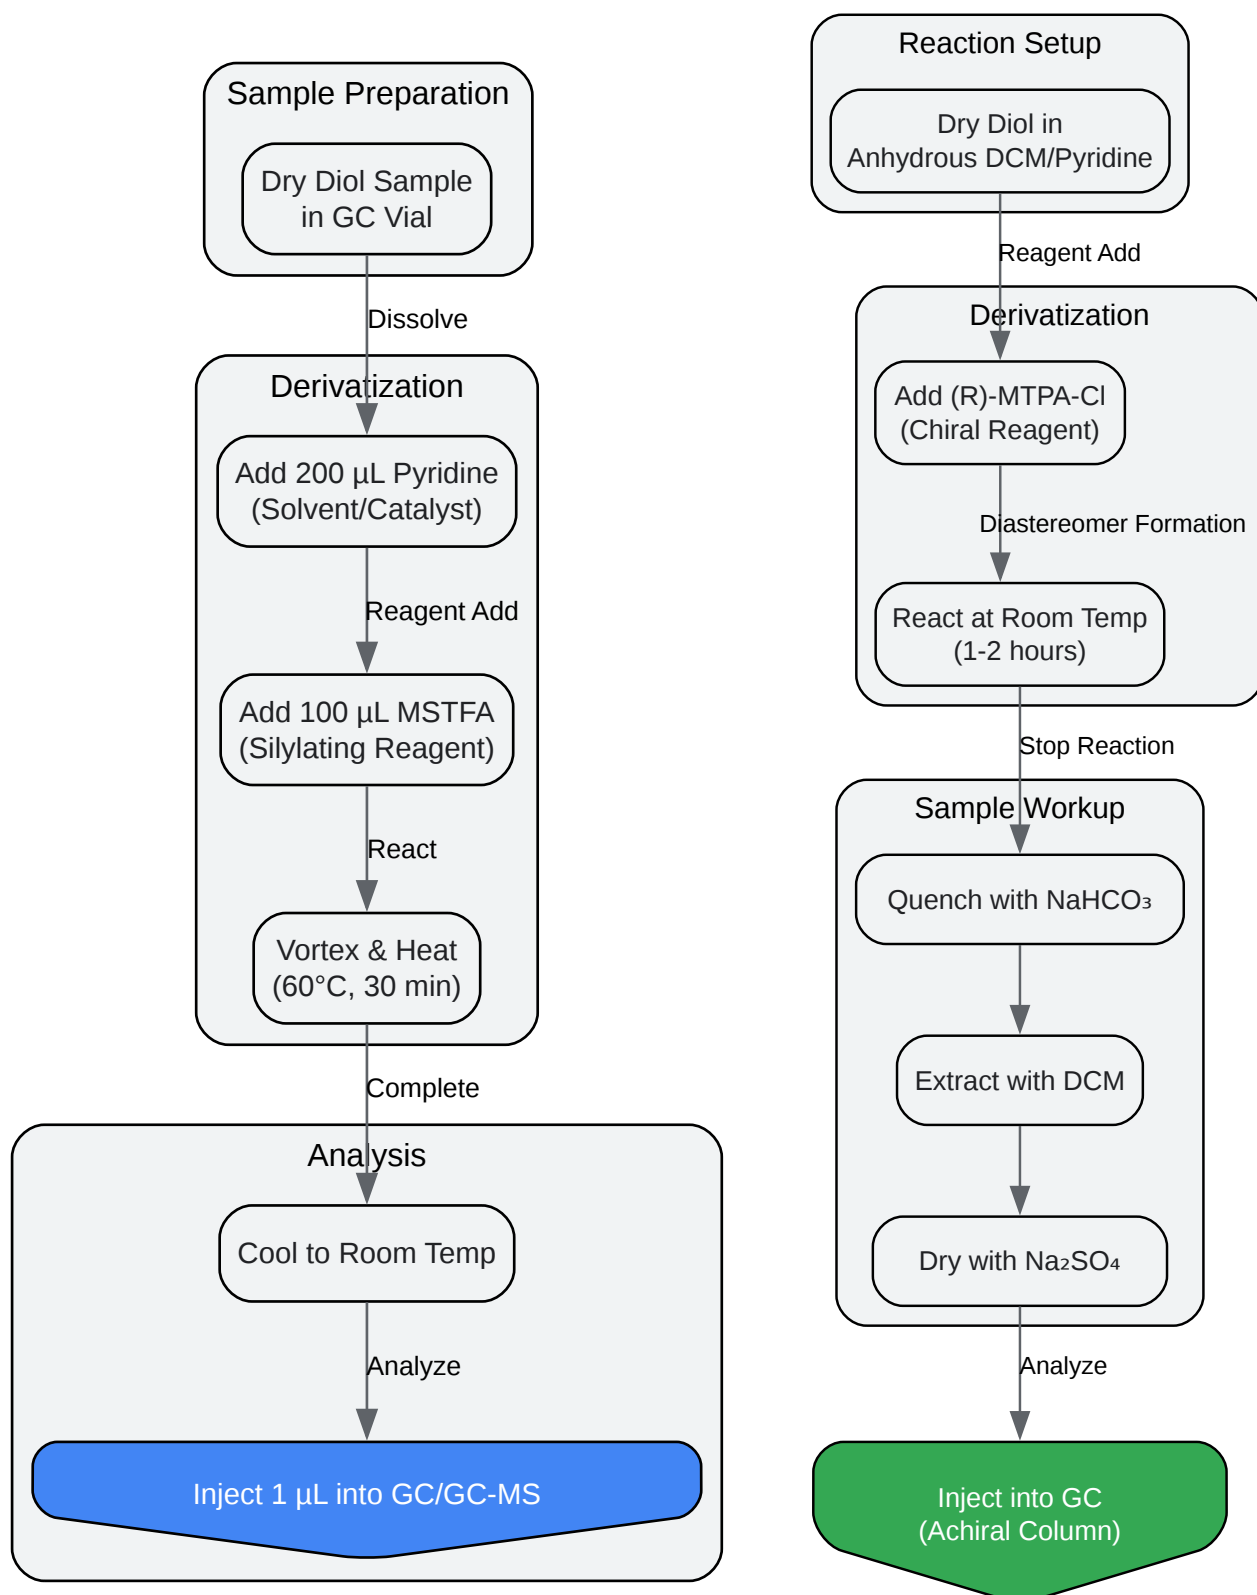 Sample Preparation
Dry Diol Sample
in GC Vial
Dissolve
Derivatization
Add 200 µL Pyridine
(Solvent/Catalyst)
Reagent Add
Add 100 µL MSTFA
(Silylating Reagent)
React
Vortex & Heat
(60°C, 30 min)
Complete
Analysis
Cool to Room Temp
Analyze
Inject 1 µL into GC/GC-MS
Reaction Setup
Dry Diol in
Anhydrous DCM/Pyridine
Reagent Add
Derivatization
Add (R)-MTPA-Cl
(Chiral Reagent)
Diastereomer Formation
React at Room Temp
(1-2 hours)
Stop Reaction
Sample Workup
Quench with NaHCO₃
Extract with DCM
Dry with Na₂SO₄
Analyze
Inject into GC
(Achiral Column)